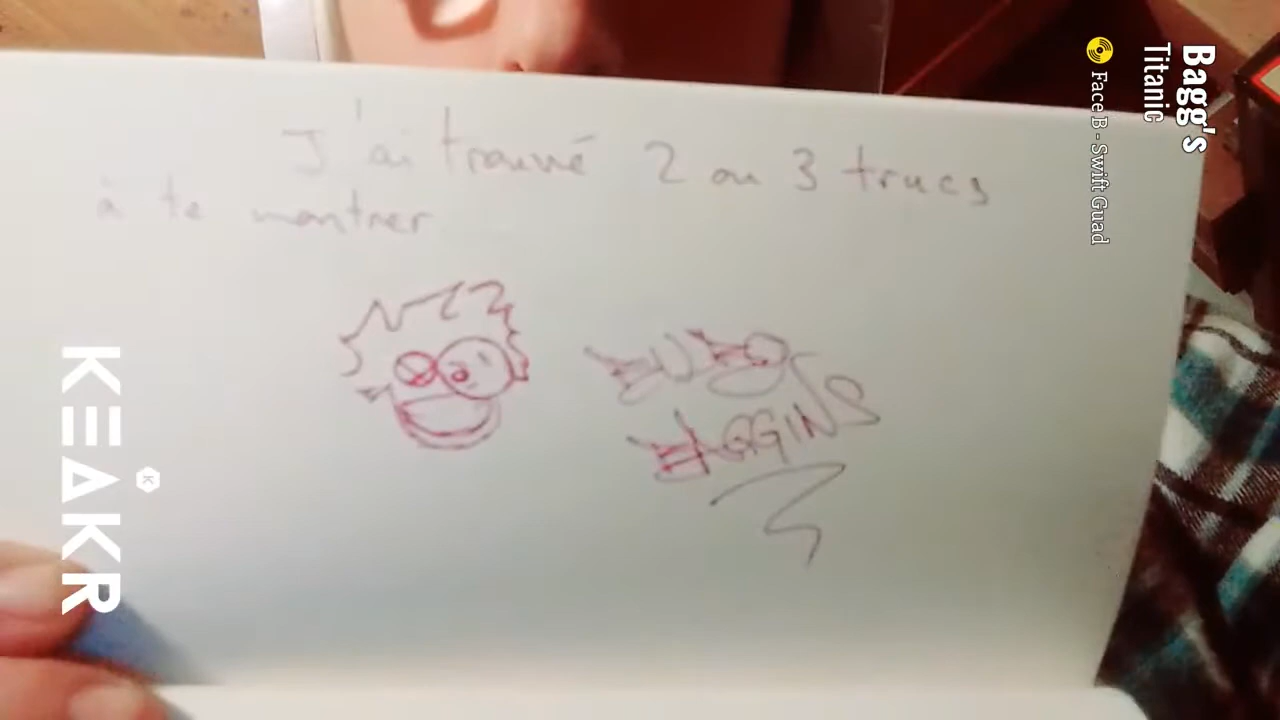 J'ai trouvé 2 ou 3 trucs
à te montrer
BAGGINS
Bagg's
Titanic
Face B - Swift Guad
KEAKR
K